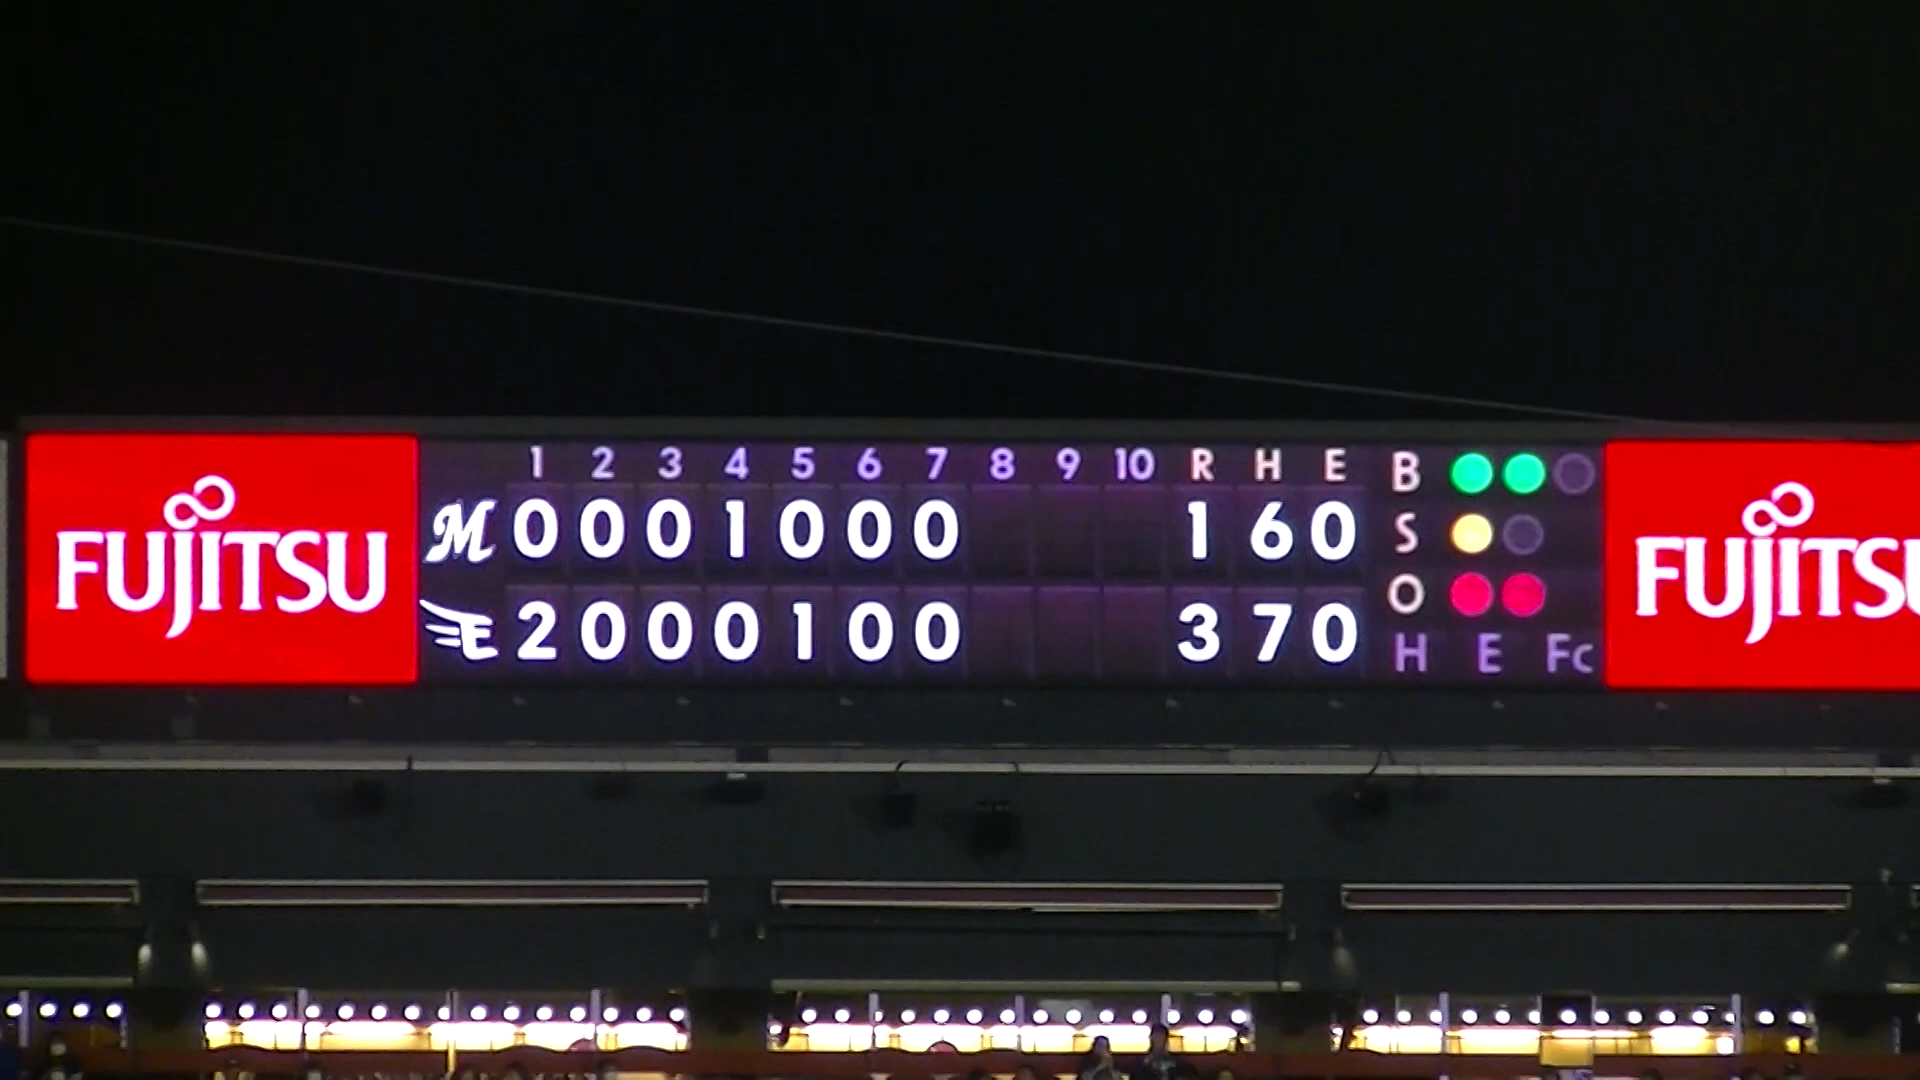 FUJITSU
1 2 3 4 5 6 7 8 9 10 R H E
M 0 0 0 1 0 0 0 1 6 0
E 2 0 0 0 1 0 0 3 7 0
B
S
O
H E Fc
FUJITSU